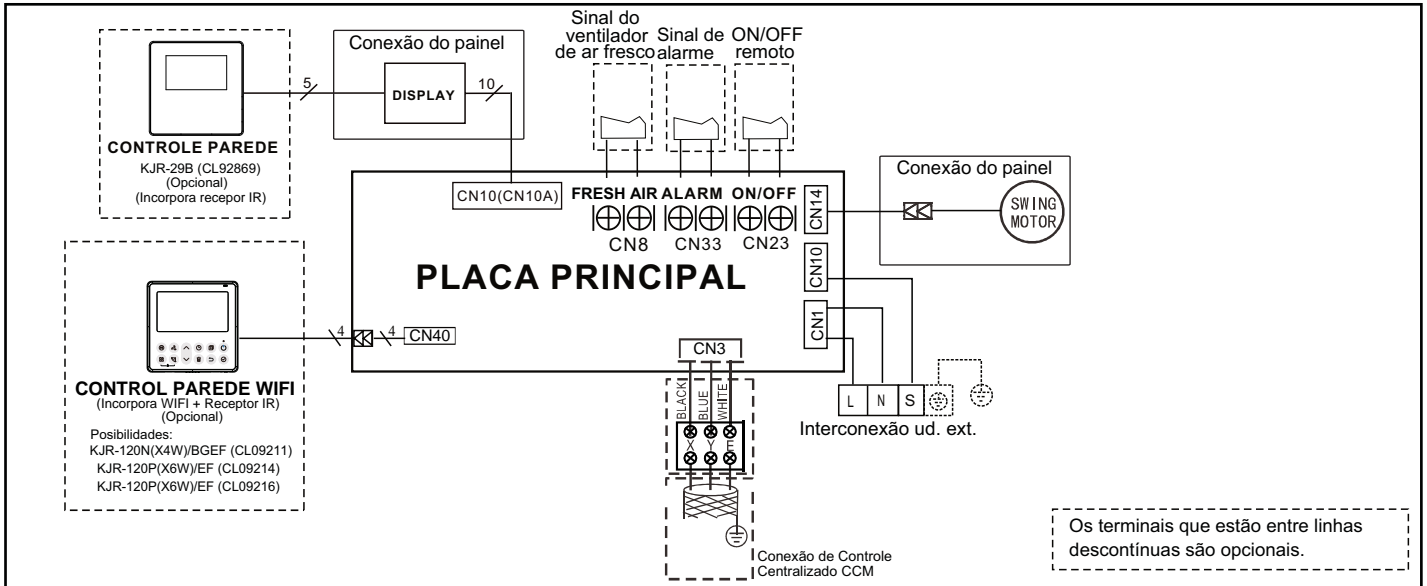 CONTROLE PAREDE
KJR-29B (CL92869)
(Opcional)
(Incorpora recepor IR)
Conexão do painel
5
DISPLAY
10
Sinal do
ventilador
de ar fresco
Sinal de
alarme
ON/OFF
remoto
CN10(CN10A)
FRESH AIR
ALARM
ON/OFF
CN8
CN33
CN23
CN14
CN10
CN1
Conexão do painel
SWING
MOTOR
PLACA PRINCIPAL
4
4
CN40
CONTROL PAREDE WIFI
(Incorpora WIFI + Receptor IR)
(Opcional)
Posibilidades:
KJR-120N(X4W)/BGEF (CL09211)
KJR-120P(X6W)/EF (CL09214)
KJR-120P(X6W)/EF (CL09216)
CN3
BLACK
BLUE
WHITE
X
Y
E
L
N
S
Interconexão ud. ext.
Conexão de Controle
Centralizado CCM
Os terminais que estão entre linhas
descontínuas são opcionais.